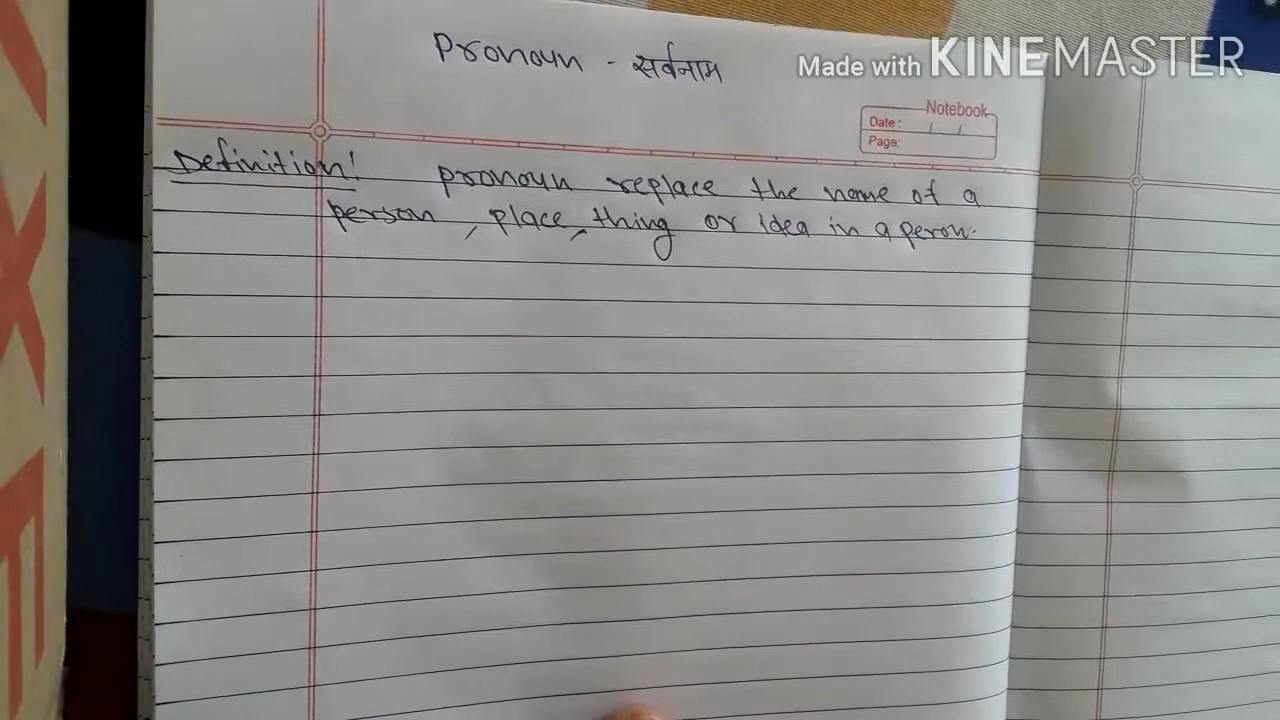 Pronoun - सर्वनाम
Made with KINEMASTER
Notebook
Date : / /
Page:
Definition! pronoun replace the name of a
person, place, thing or idea in a perow.